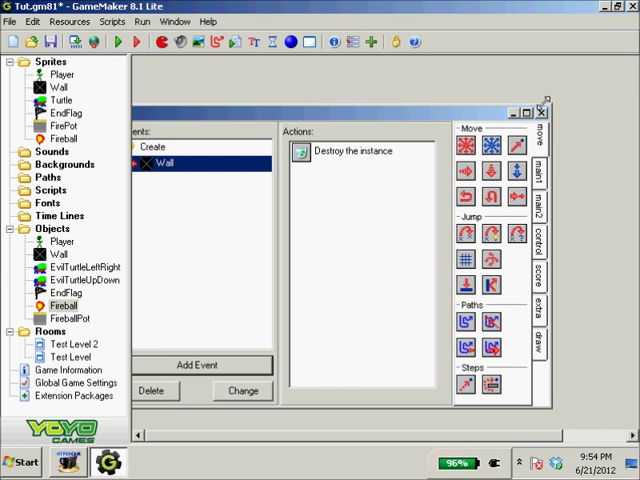 Tut.gm81* - GameMaker 8.1 Lite
File Edit Resources Scripts Run Window Help
Sprites
Player
Wall
Turtle
EndFlag
FirePot
Fireball
Sounds
Backgrounds
Paths
Scripts
Fonts
Time Lines
Objects
Player
Wall
EvilTurtleLeftRight
EvilTurtleUpDown
EndFlag
Fireball
FireballPot
Rooms
Test Level 2
Test Level
Game Information
Global Game Settings
Extension Packages
YOYO
GAMES
ents:
Create
Wall
Add Event
Delete
Change
Actions:
Destroy the instance
Move
Jump
Paths
Steps
move
main1
main2
control
score
extra
draw
Start
HYPERCAM
96%
9:54 PM
6/21/2012